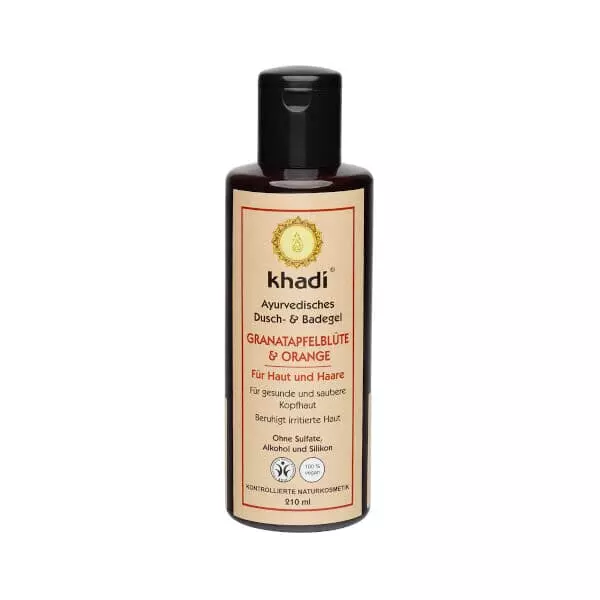 khadi®
Ayurvedisches
Dusch- & Badegel
GRANATAPFELBLÜTE
& ORANGE
Für Haut und Haare
Für gesunde und saubere
Kopfhaut
Beruhigt irritierte Haut
Ohne Sulfate,
Alkohol und Silikon
100 %
vegan
KONTROLLIERTE NATURKOSMETIK
210 ml